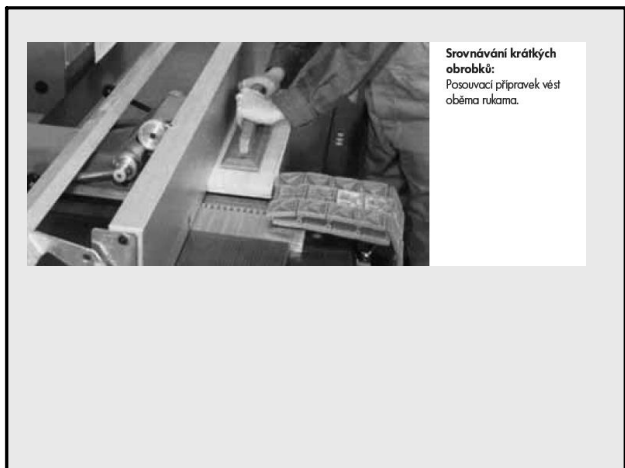 Srovnávání krátkých
obrobků:
Posouvací přípravek vést
oběma rukama.